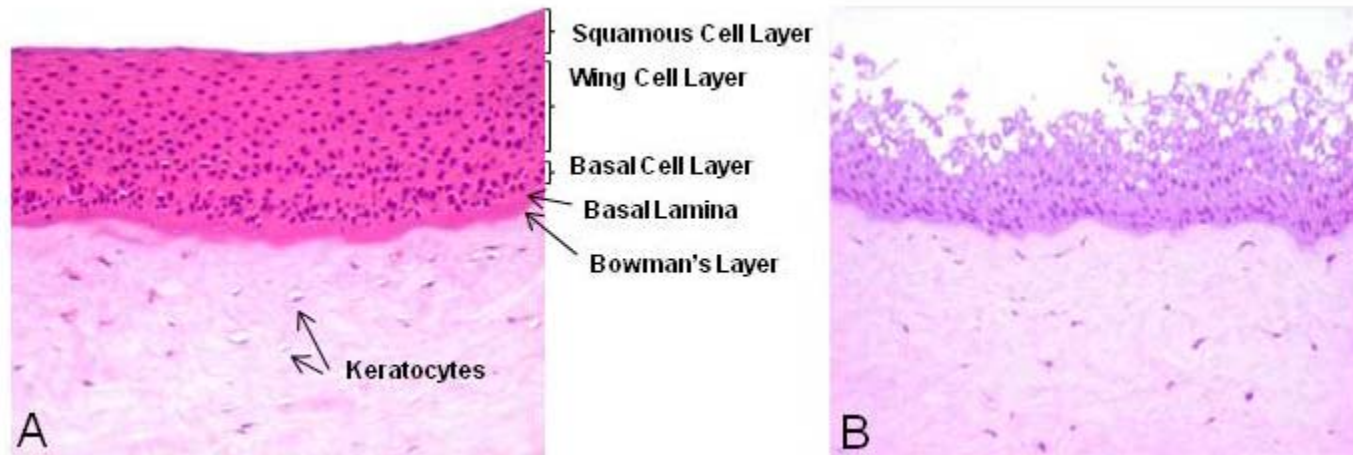 Squamous Cell Layer
Wing Cell Layer
Basal Cell Layer
Basal Lamina
Bowman's Layer
Keratocytes
A
B